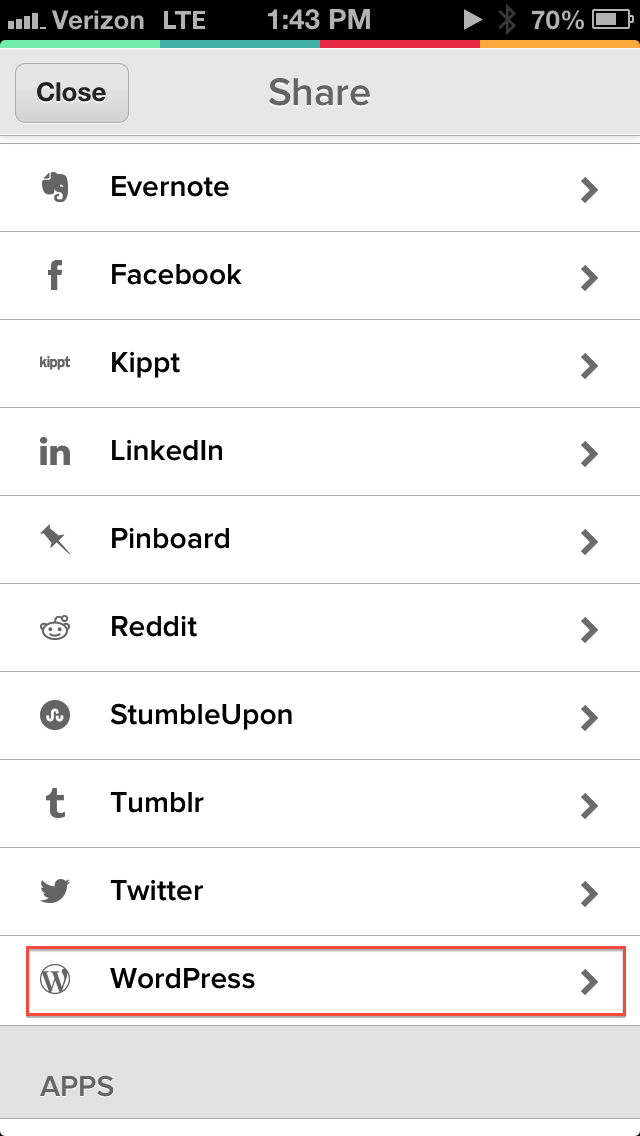 Verizon LTE 1:43 PM 70%
Close Share
Evernote
Facebook
kippt Kippt
in LinkedIn
Pinboard
Reddit
StumbleUpon
t Tumblr
Twitter
W WordPress
APPS